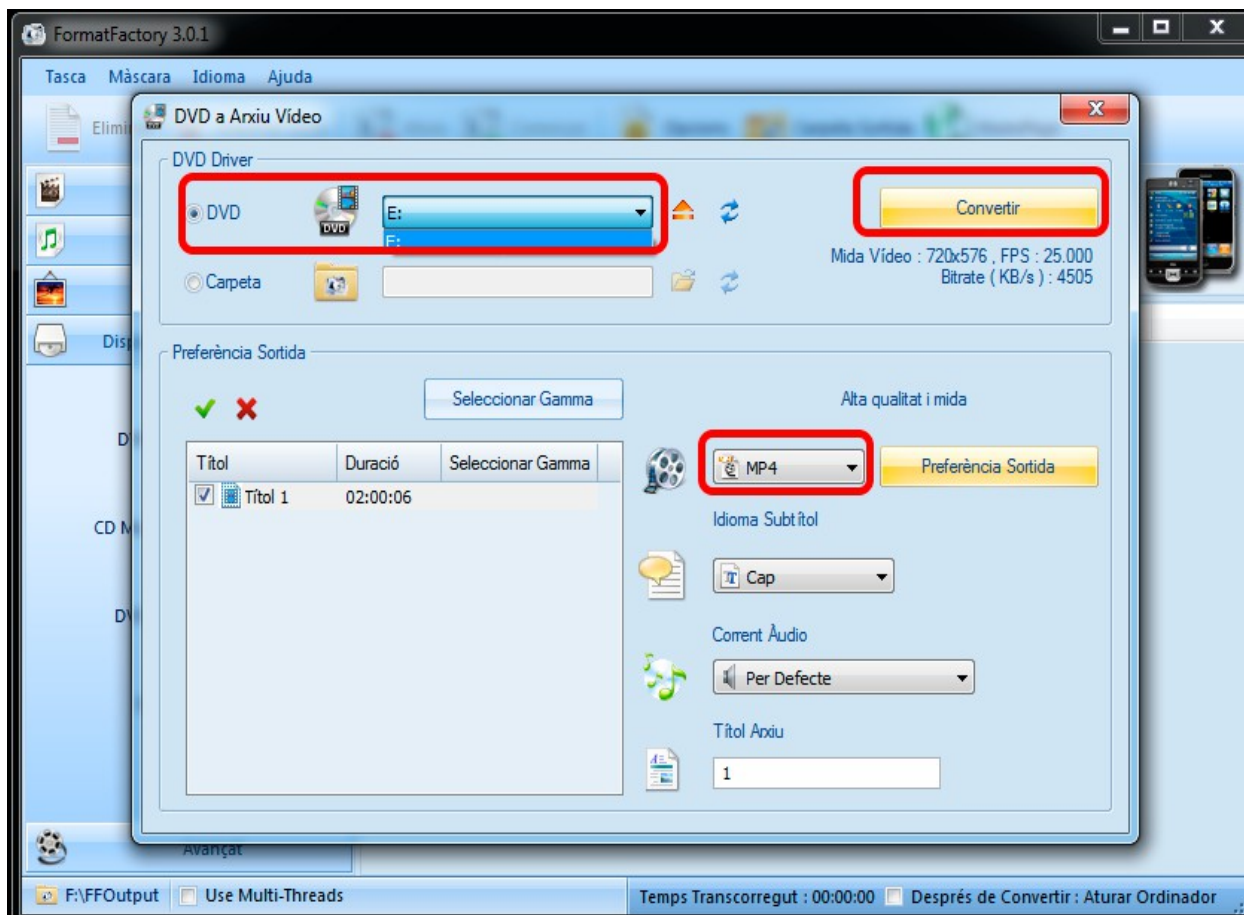 FormatFactory 3.0.1
Tasca Màscara Idioma Ajuda
Elimi
DVD a Arxiu Vídeo
DVD Driver
DVD
E:
E:
Convertir
Mida Vídeo : 720x576 , FPS : 25.000
Bitrate ( KB/s ) : 4505
Carpeta
Disp
Preferència Sortida
Seleccionar Gamma
Alta qualitat i mida
Títol Duració Seleccionar Gamma
MP4
Preferència Sortida
Títol 1 02:00:06
Idioma Subtítol
CD M
Cap
Corrent Àudio
Per Defecte
Títol Arxiu
1
Avançat
F:\FFOutput Use Multi-Threads Temps Transcorregut : 00:00:00 Després de Convertir : Aturar Ordinador